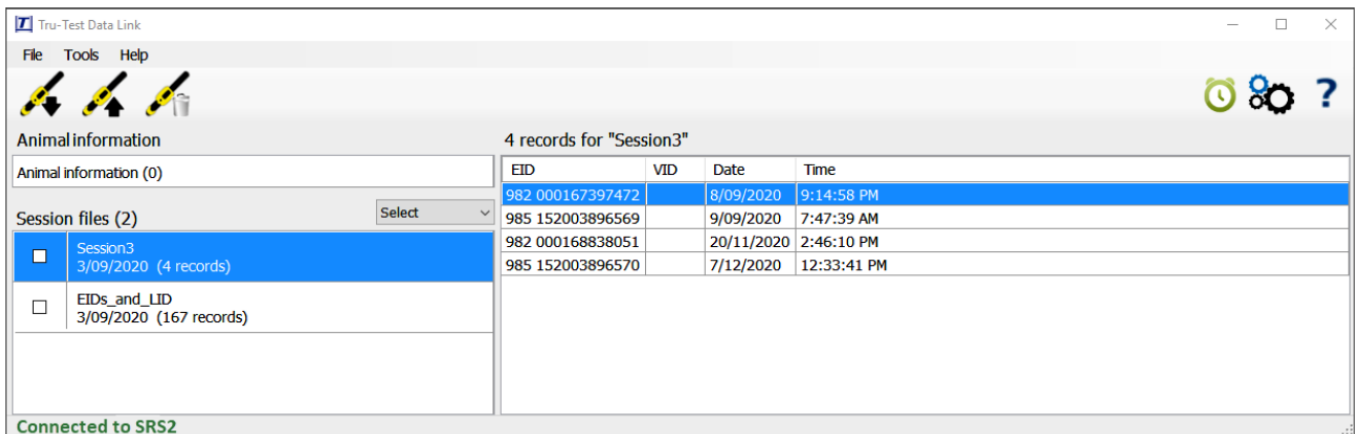 Tru-Test Data Link
File Tools Help
?
Animal information
Animal information (0)
Session files (2) Select
Session3
3/09/2020 (4 records)
EIDs_and_LID
3/09/2020 (167 records)
4 records for "Session3"
EID VID Date Time
982 000167397472 8/09/2020 9:14:58 PM
985 152003896569 9/09/2020 7:47:39 AM
982 000168838051 20/11/2020 2:46:10 PM
985 152003896570 7/12/2020 12:33:41 PM
Connected to SRS2